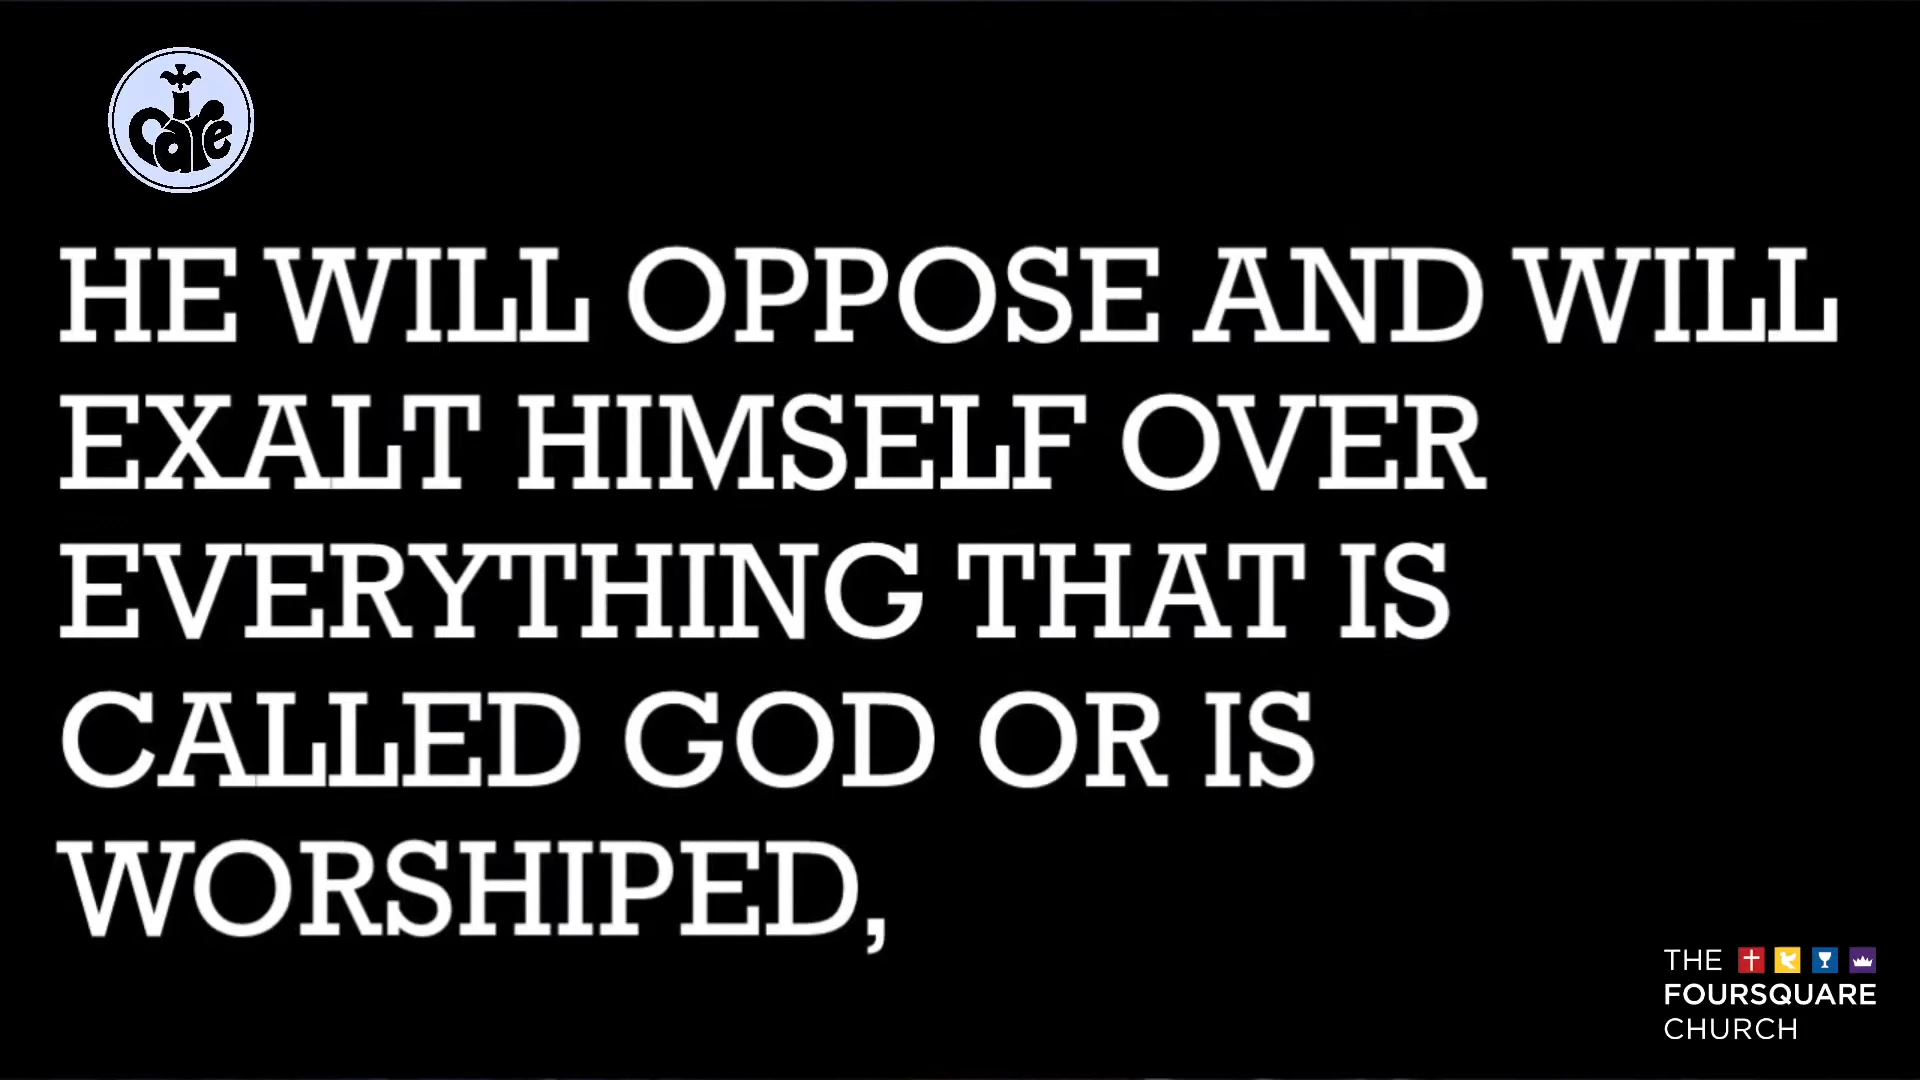 I
care
HE WILL OPPOSE AND WILL
EXALT HIMSELF OVER
EVERYTHING THAT IS
CALLED GOD OR IS
WORSHIPED,
THE
FOURSQUARE
CHURCH